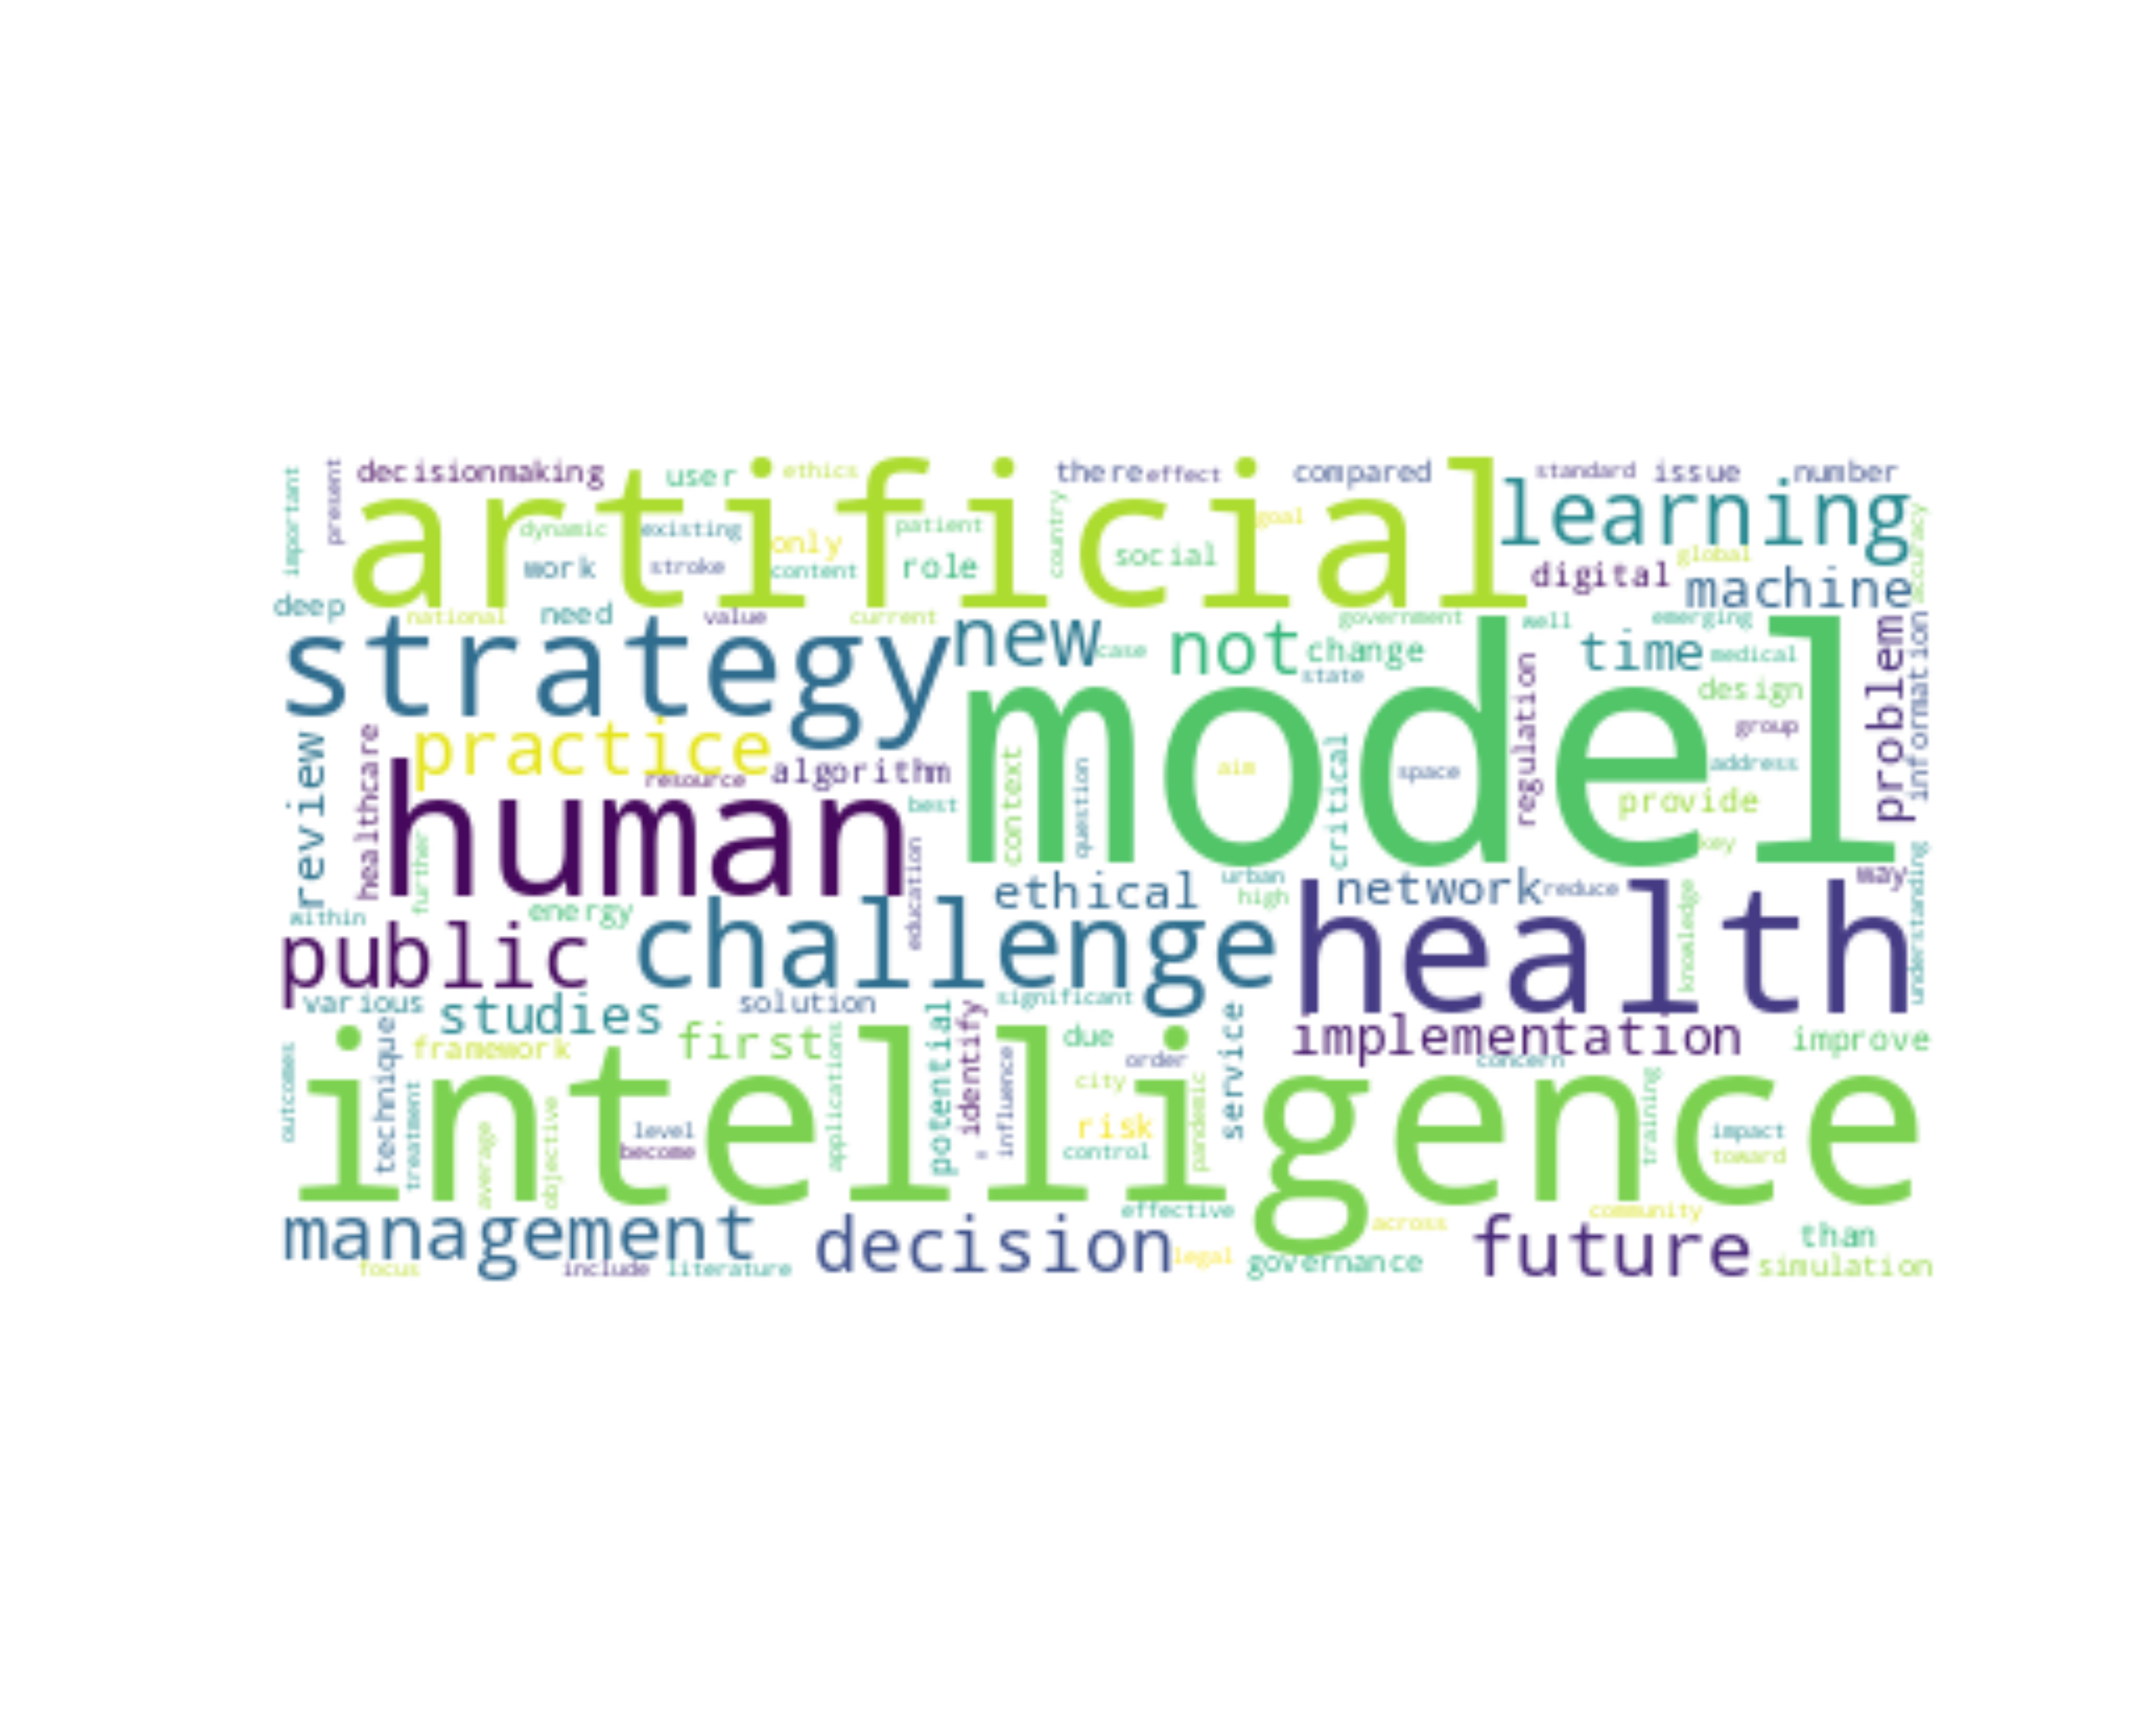 important
present
decisionmaking
user
ethics
there
effect
compared
standard
issue
number
artificial
learning
dynamic
existing
only
patient
country
goal
social
accuracy
work
stroke
content
role
global
digital
machine
deep
national
need
value
current
government
well
emerging
strategy
new
case
not
change
state
time
medical
problem
information
design
regulation
group
model
practice
review
healthcare
resource
algorithm
context
question
aim
critical
space
address
provide
best
human
further
education
key
within
energy
ethical
urban
high
network
reduce
way
understanding
public
challenge
health
knowledge
various
studies
solution
significant
implementation
concern
improve
technique
framework
first
applications
potential
identify
influence
due
order
service
outcomes
intelligence
treatment
average
objective
level
become
city
risk
control
pandemic
training
impact
toward
management
effective
decision
legal
across
governance
community
future
than
simulation
focus
include
literature